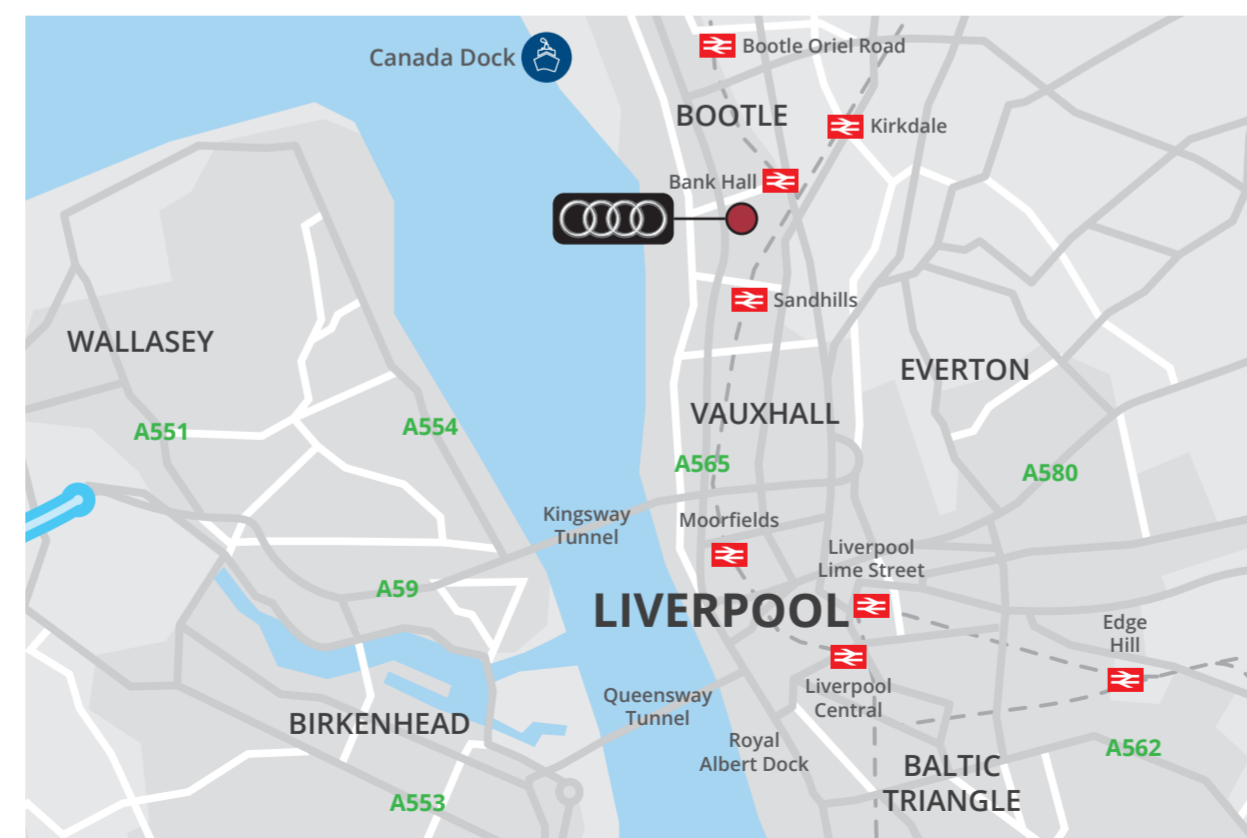 Canada Dock
Bootle Oriel Road
BOOTLE
Kirkdale
Bank Hall
Sandhills
WALLASEY
EVERTON
VAUXHALL
A551
A554
A565
A580
Kingsway
Tunnel
Moorfields
Liverpool
Lime Street
A59
LIVERPOOL
Edge
Hill
Queensway
Tunnel
Liverpool
Central
BIRKENHEAD
Royal
Albert Dock
A562
BALTIC
TRIANGLE
A553